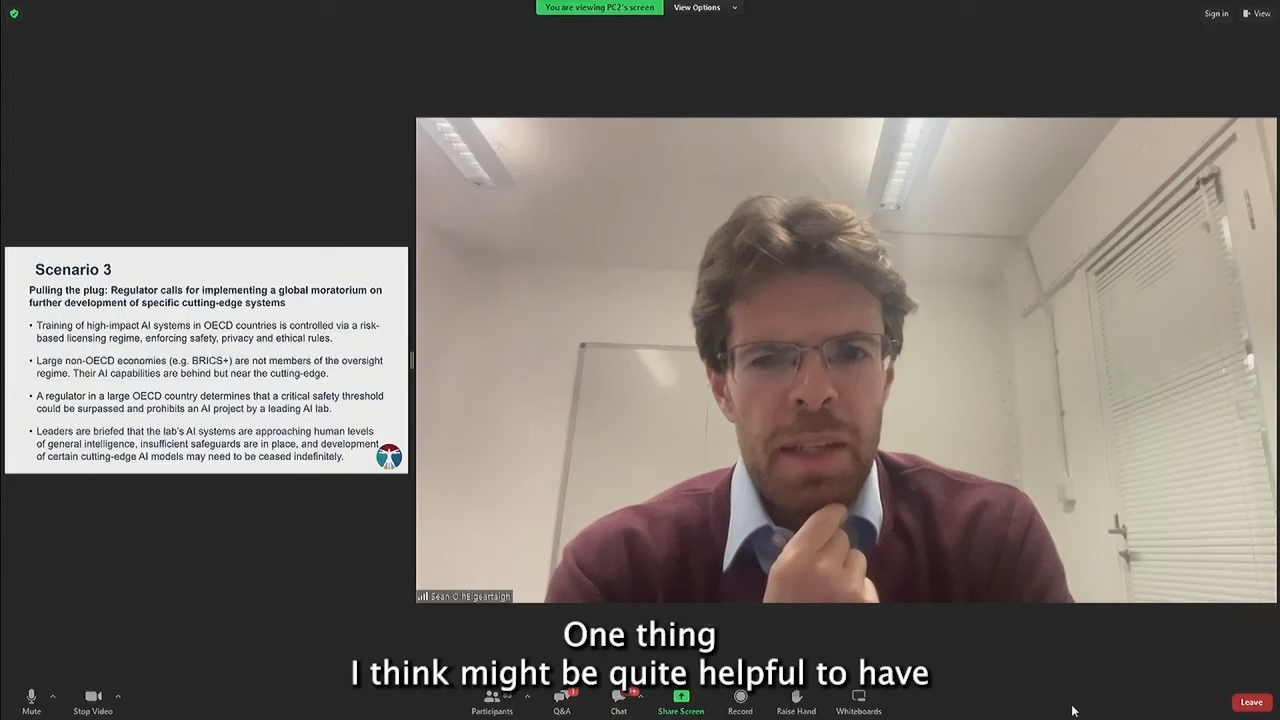 You are viewing PC2's screen
View Options
Sign in
View
Scenario 3
Pulling the plug: Regulator calls for implementing a global moratorium on
further development of specific cutting-edge systems
• Training of high-impact AI systems in OECD countries is controlled via a risk-
based licensing regime, enforcing safety, privacy and ethical rules.
• Large non-OECD economies (e.g. BRICS+) are not members of the oversight
regime. Their AI capabilities are behind but near the cutting-edge.
• A regulator in a large OECD country determines that a critical safety threshold
could be surpassed and prohibits an AI project by a leading AI lab.
• Leaders are briefed that the lab's AI systems are approaching human levels
of general intelligence, insufficient safeguards are in place, and development
of certain cutting-edge AI models may need to be ceased indefinitely.
Seán Ó hÉigeartaigh
One thing
I think might be quite helpful to have
Mute
Stop Video
Participants
Q&A
Chat
Share Screen
Record
Raise Hand
Whiteboards
Leave